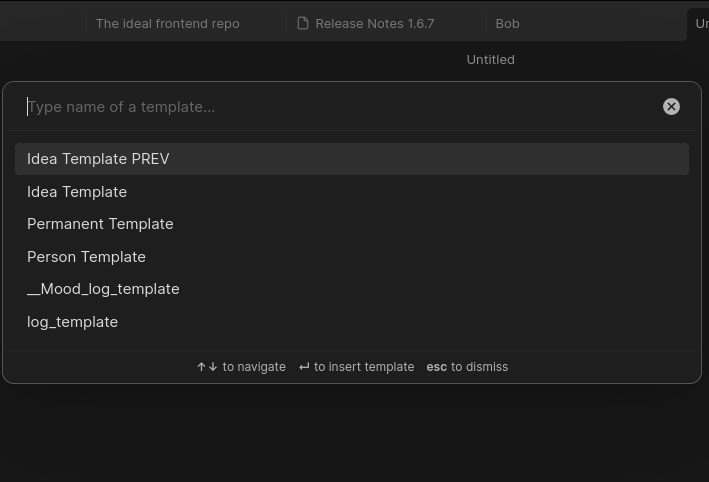 The ideal frontend repo Release Notes 1.6.7 Bob
Untitled
Type name of a template...
Idea Template PREV
Idea Template
Permanent Template
Person Template
__Mood_log_template
log_template
↑↓ to navigate ↵ to insert template esc to dismiss